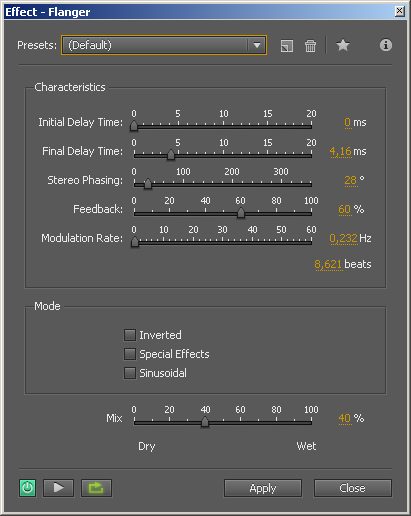 Effect - Flanger
Presets: (Default)
Characteristics
0 5 10 15 20
Initial Delay Time: 0 ms
0 5 10 15 20
Final Delay Time: 4,16 ms
0 100 200 300
Stereo Phasing: 28 °
0 20 40 60 80 100
Feedback: 60 %
0 10 20 30 40 50 60
Modulation Rate: 0,232 Hz
8,621 beats
Mode
Inverted
Special Effects
Sinusoidal
0 20 40 60 80 100
Mix 40 %
Dry Wet
Apply Close